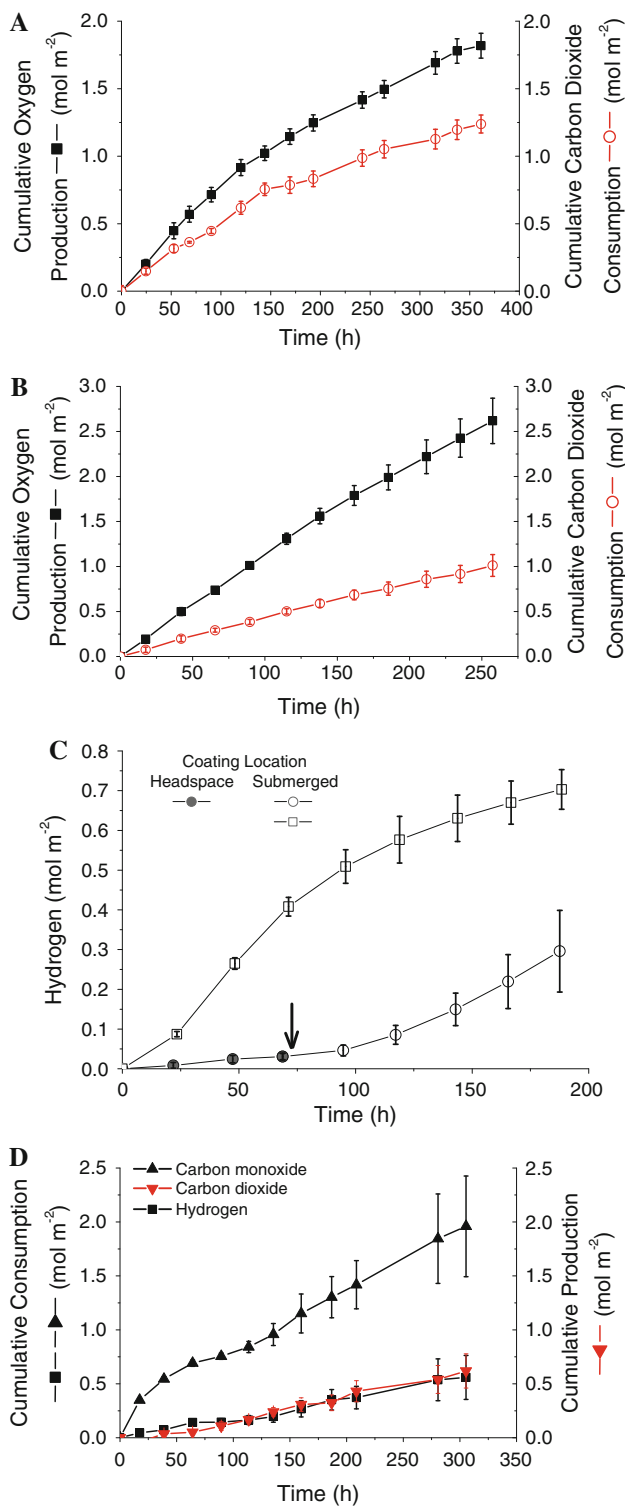 A
Cumulative Oxygen
Production —■— (mol m⁻²)
2.0
1.5
1.0
0.5
0.0
2.0
1.5
1.0
0.5
0.0
Cumulative Carbon Dioxide
Consumption —○— (mol m⁻²)
0 50 100 150 200 250 300 350 400
Time (h)
B
Cumulative Oxygen
Production —■— (mol m⁻²)
3.0
2.5
2.0
1.5
1.0
0.5
0.0
3.0
2.5
2.0
1.5
1.0
0.5
0.0
Cumulative Carbon Dioxide
Consumption —○— (mol m⁻²)
0 50 100 150 200 250
Time (h)
C
Hydrogen (mol m⁻²)
0.8
0.7
0.6
0.5
0.4
0.3
0.2
0.1
0.0
Coating Location
Headspace Submerged
0 50 100 150 200
Time (h)
D
Cumulative Consumption
—■— —▲— (mol m⁻²)
2.5
2.0
1.5
1.0
0.5
0.0
Carbon monoxide
Carbon dioxide
Hydrogen
2.5
2.0
1.5
1.0
0.5
0.0
Cumulative Production
—▼— (mol m⁻²)
0 50 100 150 200 250 300 350
Time (h)